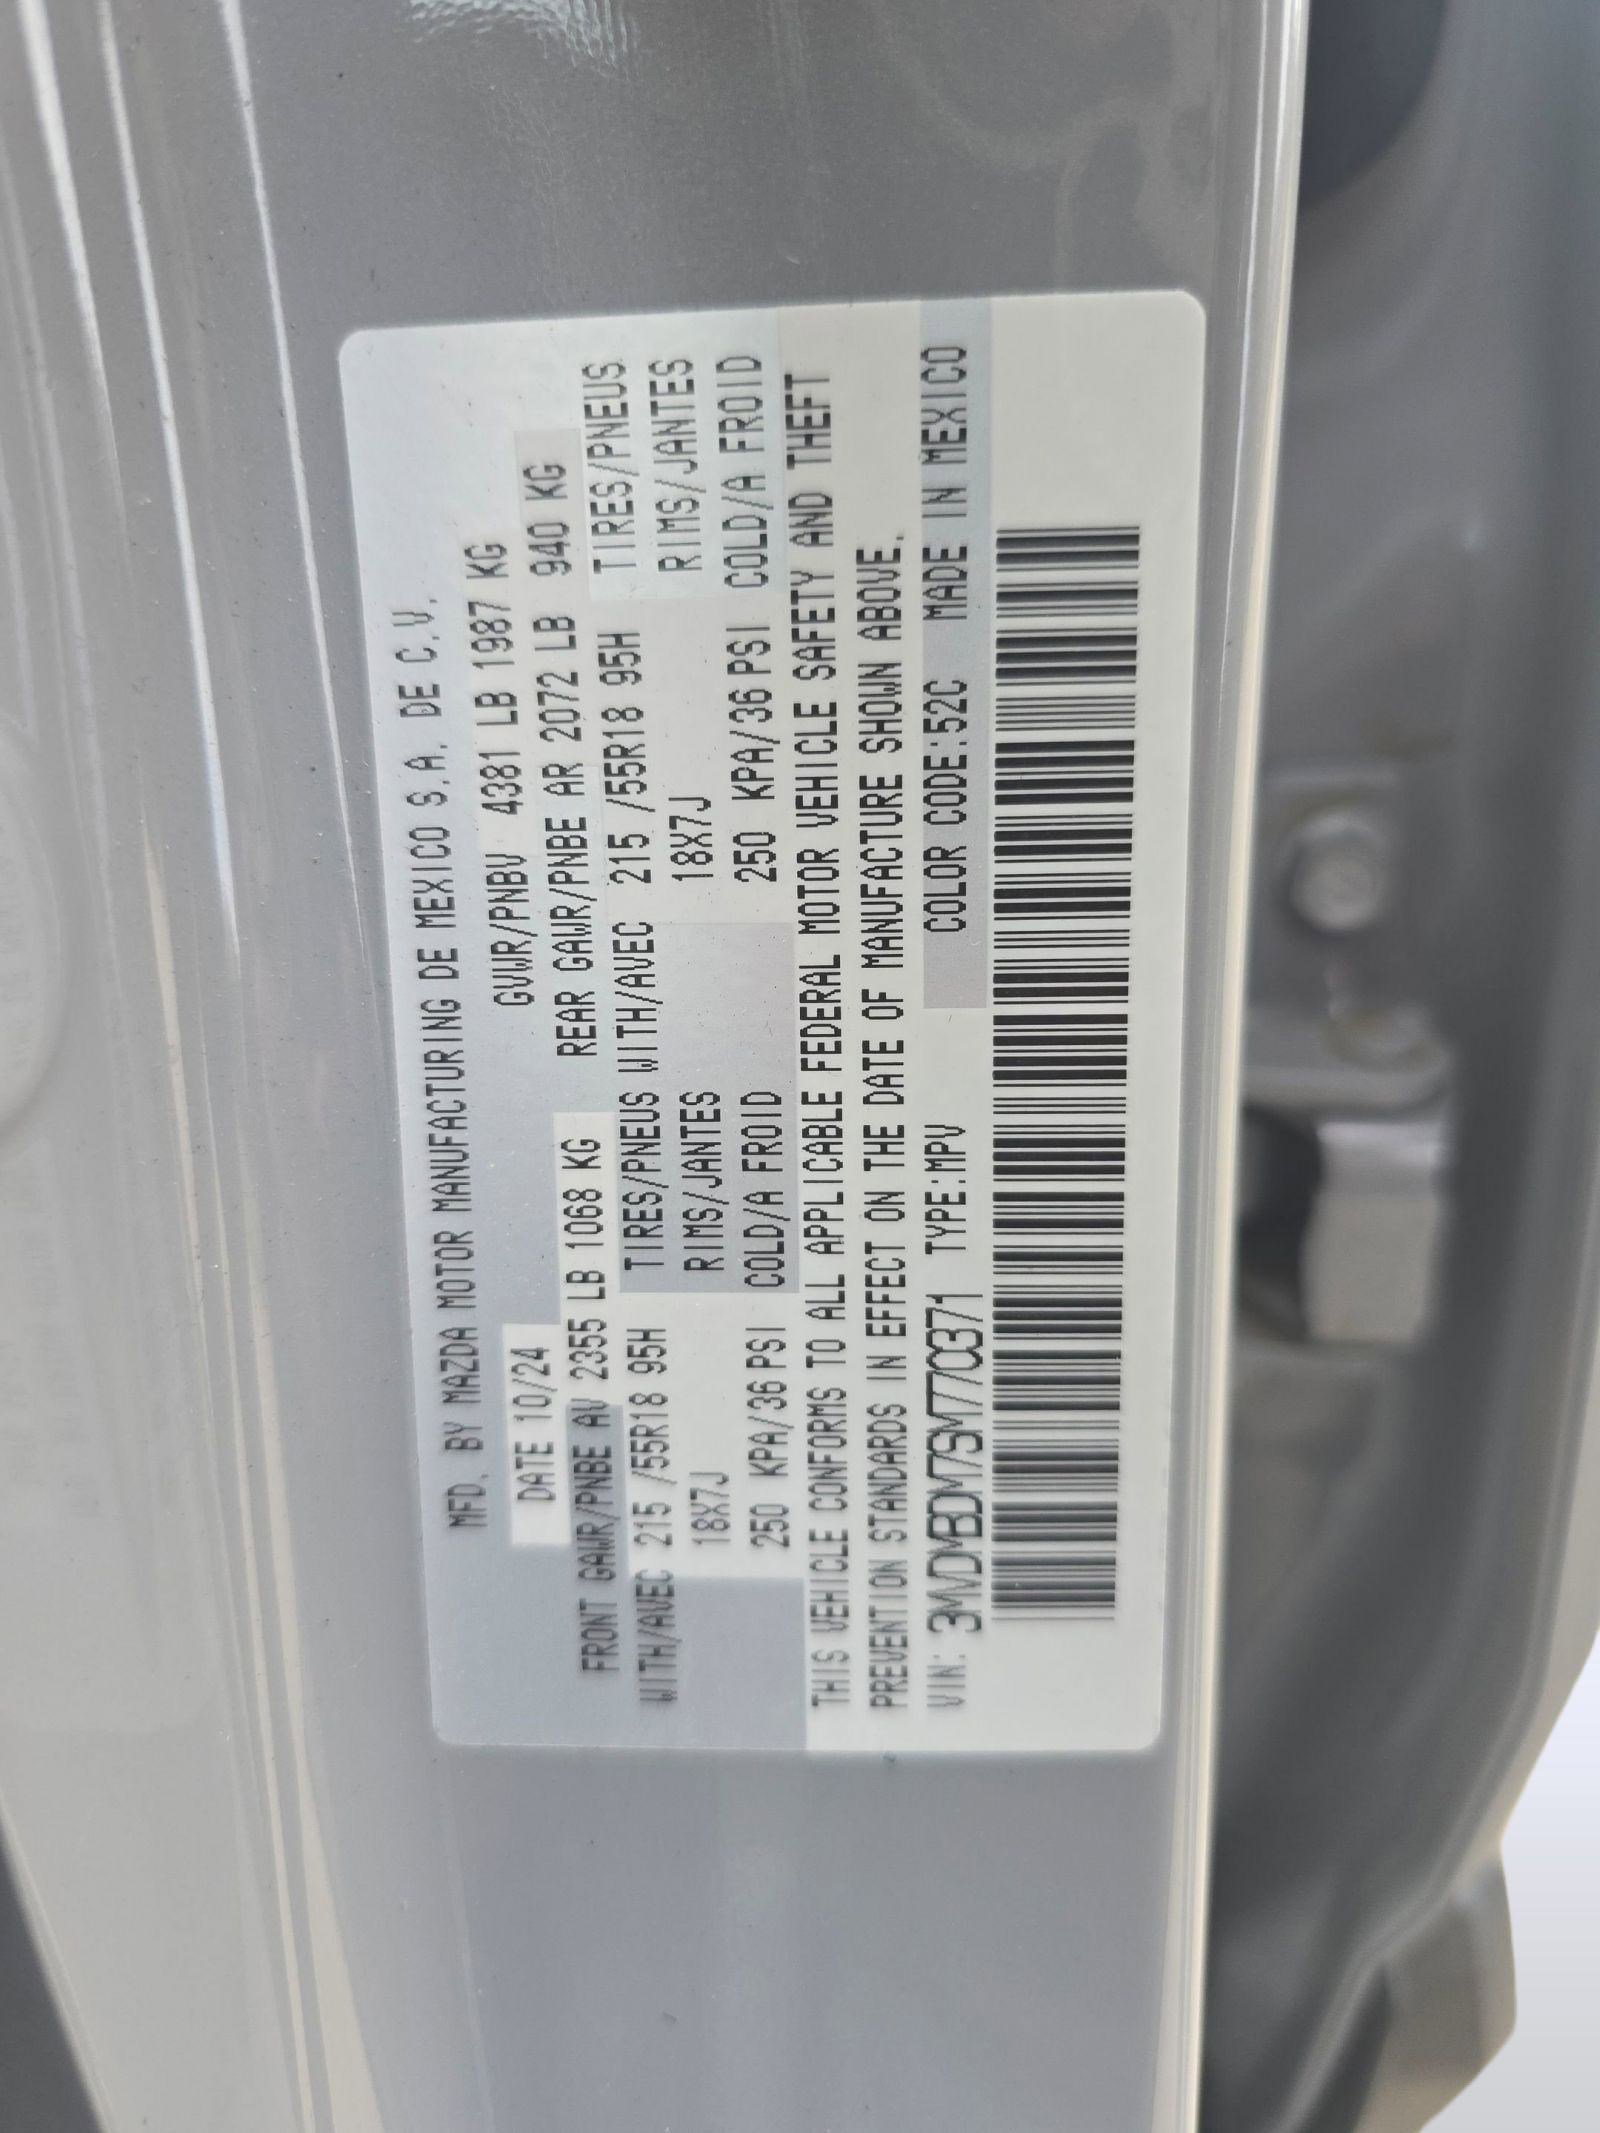 MFD. BY MAZDA MOTOR MANUFACTURING DE MEXICO S.A. DE C.V.
DATE 10/24 GVWR/PNBV 4381 LB 1987 KG
FRONT GAWR/PNBE AV 2355 LB 1068 KG REAR GAWR/PNBE AR 2072 LB 940 KG
WITH/AVEC 215 /55R18 95H TIRES/PNEUS WITH/AVEC 215 /55R18 95H TIRES/PNEUS
18X7J RIMS/JANTES 18X7J RIMS/JANTES
250 KPA/36 PSI COLD/A FROID 250 KPA/36 PSI COLD/A FROID
THIS VEHICLE CONFORMS TO ALL APPLICABLE FEDERAL MOTOR VEHICLE SAFETY AND THEFT
PREVENTION STANDARDS IN EFFECT ON THE DATE OF MANUFACTURE SHOWN ABOVE.
VIN: 3MVDMBDM7SM770371 TYPE:MPV COLOR CODE:52C MADE IN MEXICO